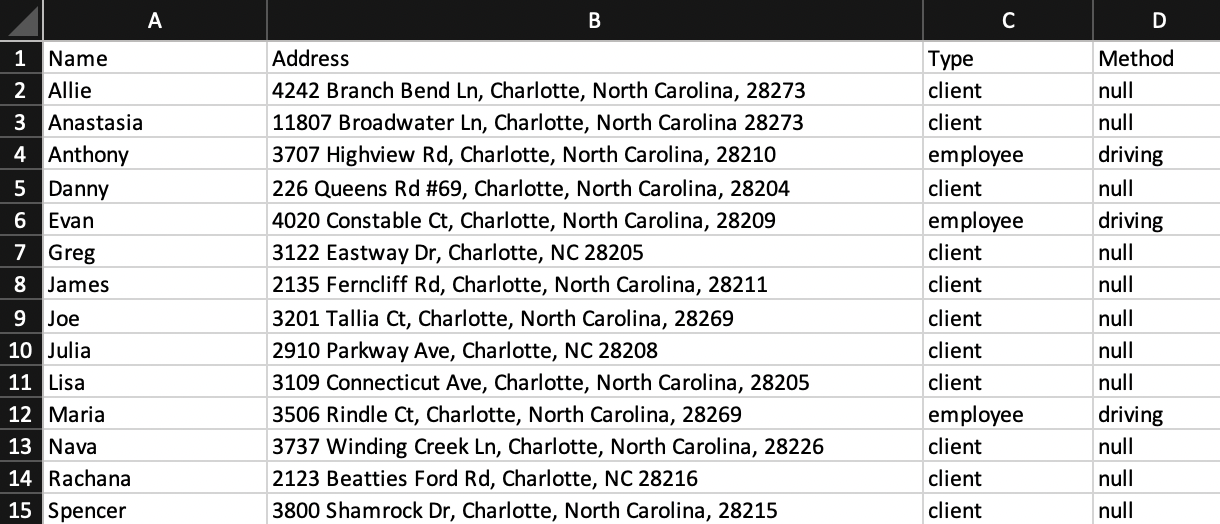 A B C D
1 Name Address Type Method
2 Allie 4242 Branch Bend Ln, Charlotte, North Carolina, 28273 client null
3 Anastasia 11807 Broadwater Ln, Charlotte, North Carolina 28273 client null
4 Anthony 3707 Highview Rd, Charlotte, North Carolina, 28210 employee driving
5 Danny 226 Queens Rd #69, Charlotte, North Carolina, 28204 client null
6 Evan 4020 Constable Ct, Charlotte, North Carolina, 28209 employee driving
7 Greg 3122 Eastway Dr, Charlotte, NC 28205 client null
8 James 2135 Ferncliff Rd, Charlotte, North Carolina, 28211 client null
9 Joe 3201 Tallia Ct, Charlotte, North Carolina, 28269 client null
10 Julia 2910 Parkway Ave, Charlotte, NC 28208 client null
11 Lisa 3109 Connecticut Ave, Charlotte, North Carolina, 28205 client null
12 Maria 3506 Rindle Ct, Charlotte, North Carolina, 28269 employee driving
13 Nava 3737 Winding Creek Ln, Charlotte, North Carolina, 28226 client null
14 Rachana 2123 Beatties Ford Rd, Charlotte, NC 28216 client null
15 Spencer 3800 Shamrock Dr, Charlotte, North Carolina, 28215 client null